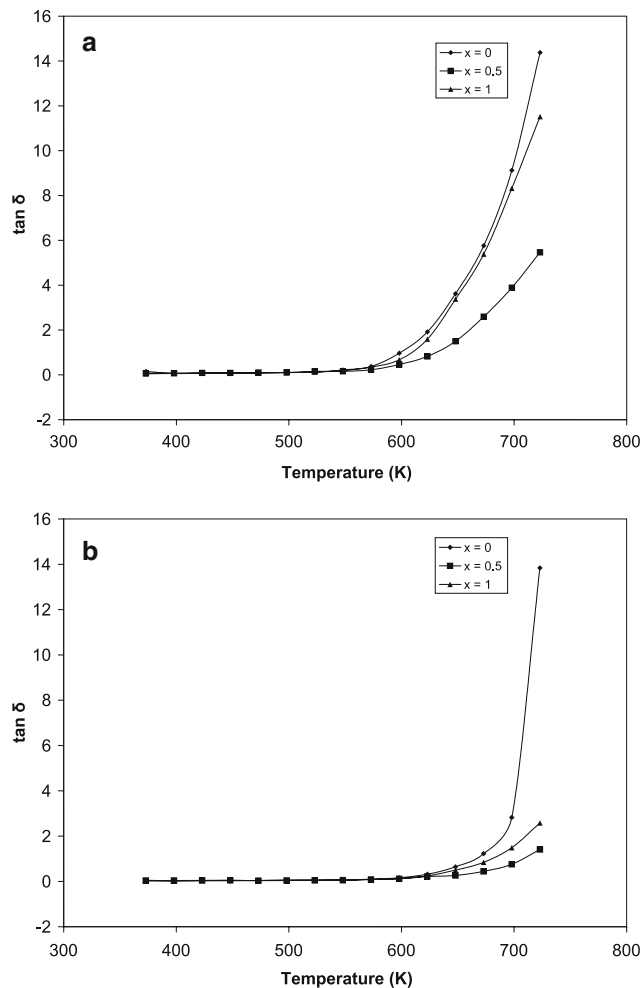 a
16
14
12
10
8
6
4
2
0
-2
tan δ
x = 0
x = 0.5
x = 1
300 400 500 600 700 800
Temperature (K)
b
16
14
12
10
8
6
4
2
0
-2
tan δ
x = 0
x = 0.5
x = 1
300 400 500 600 700 800
Temperature (K)